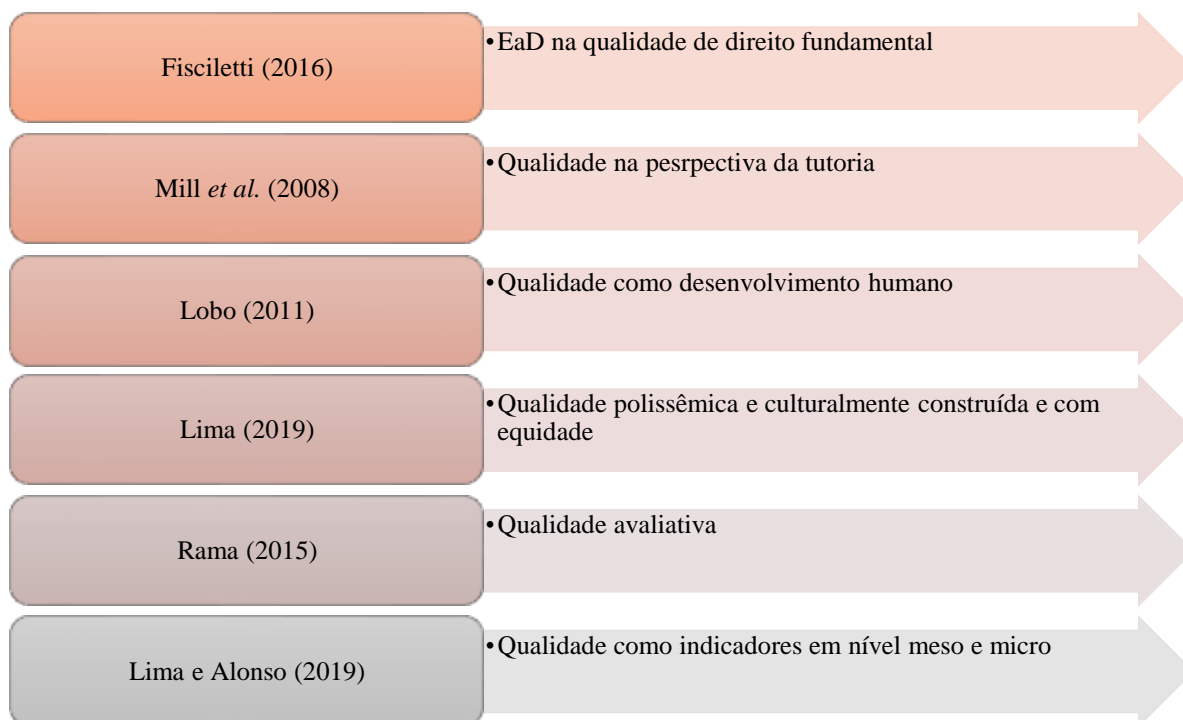 Fisciletti (2016)
•EaD na qualidade de direito fundamental
Mill et al. (2008)
•Qualidade na pesrpectiva da tutoria
Lobo (2011)
•Qualidade como desenvolvimento humano
Lima (2019)
•Qualidade polissêmica e culturalmente construída e com
equidade
Rama (2015)
•Qualidade avaliativa
Lima e Alonso (2019)
•Qualidade como indicadores em nível meso e micro